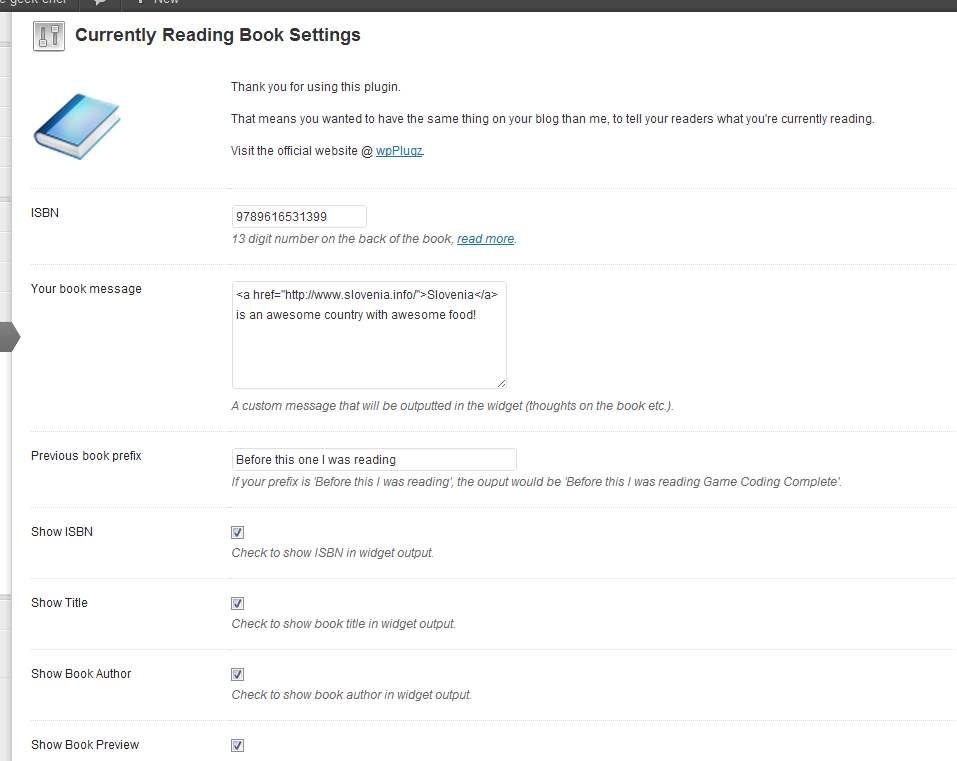 geek chef
New
Currently Reading Book Settings
Thank you for using this plugin.
That means you wanted to have the same thing on your blog than me, to tell your readers what you're currently reading.
Visit the official website @ wpPlugz.
ISBN
9789616531399
13 digit number on the back of the book, read more.
Your book message
<a href="http://www.slovenia.info/">Slovenia</a>
is an awesome country with awesome food!
A custom message that will be outputted in the widget (thoughts on the book etc.).
Previous book prefix
Before this one I was reading
If your prefix is 'Before this I was reading', the ouput would be 'Before this I was reading Game Coding Complete'.
Show ISBN
Check to show ISBN in widget output.
Show Title
Check to show book title in widget output.
Show Book Author
Check to show book author in widget output.
Show Book Preview